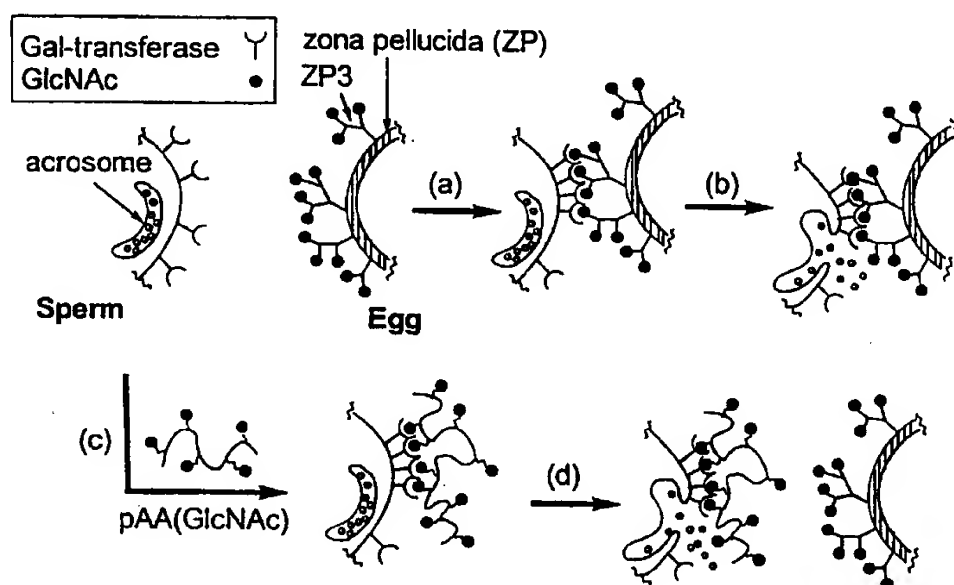 Gal-transferase
GlcNAc
zona pellucida (ZP)
ZP3
acrosome
(a)
(b)
Sperm
Egg
(c)
pAA(GlcNAc)
(d)